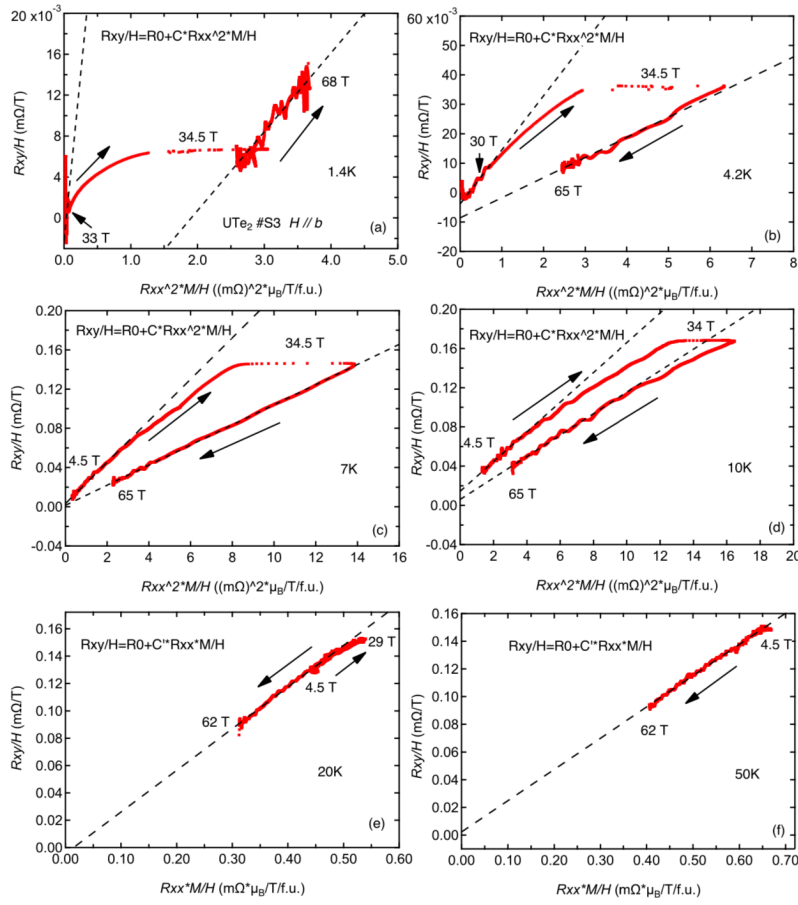 20 x10⁻³
16
12
8
4
0
Rxy/H (mΩ/T)
Rxy/H=R0+C*Rxx^2*M/H
68 T
34.5 T
1.4K
33 T
UTe₂ #S3 H // b
(a)
0.0 1.0 2.0 3.0 4.0 5.0
Rxx^2*M/H ((mΩ)^2*μB/T/f.u.)
60 x10⁻³
50
40
30
20
10
0
-10
-20
Rxy/H (mΩ/T)
Rxy/H=R0+C*Rxx^2*M/H
34.5 T
30 T
65 T
4.2K
(b)
0 1 2 3 4 5 6 7 8
Rxx^2*M/H ((mΩ)^2*μB/T/f.u.)
0.20
0.16
0.12
0.08
0.04
0.00
-0.04
Rxy/H (mΩ/T)
Rxy/H=R0+C*Rxx^2*M/H
34.5 T
4.5 T
65 T
7K
(c)
0 2 4 6 8 10 12 14 16
Rxx^2*M/H ((mΩ)^2*μB/T/f.u.)
0.20
0.16
0.12
0.08
0.04
0.00
-0.04
Rxy/H (mΩ/T)
Rxy/H=R0+C*Rxx^2*M/H
34 T
4.5 T
65 T
10K
(d)
0 2 4 6 8 10 12 14 16 18 20
Rxx^2*M/H ((mΩ)^2*μB/T/f.u.)
0.16
0.14
0.12
0.10
0.08
0.06
0.04
0.02
0.00
Rxy/H (mΩ/T)
Rxy/H=R0+C'*Rxx*M/H
29 T
4.5 T
62 T
20K
(e)
0.00 0.10 0.20 0.30 0.40 0.50 0.60
Rxx*M/H (mΩ*μB/T/f.u.)
0.16
0.14
0.12
0.10
0.08
0.06
0.04
0.02
0.00
Rxy/H (mΩ/T)
Rxy/H=R0+C'*Rxx*M/H
4.5 T
62 T
50K
(f)
0.00 0.10 0.20 0.30 0.40 0.50 0.60 0.70
Rxx*M/H (mΩ*μB/T/f.u.)